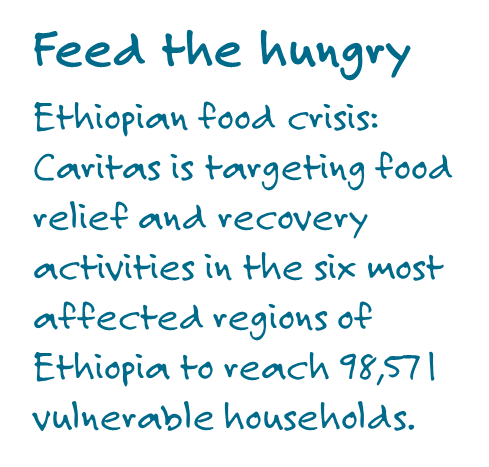 Feed the hungry
Ethiopian food crisis:
Caritas is targeting food
relief and recovery
activities in the six most
affected regions of
Ethiopia to reach 98,571
vulnerable households.